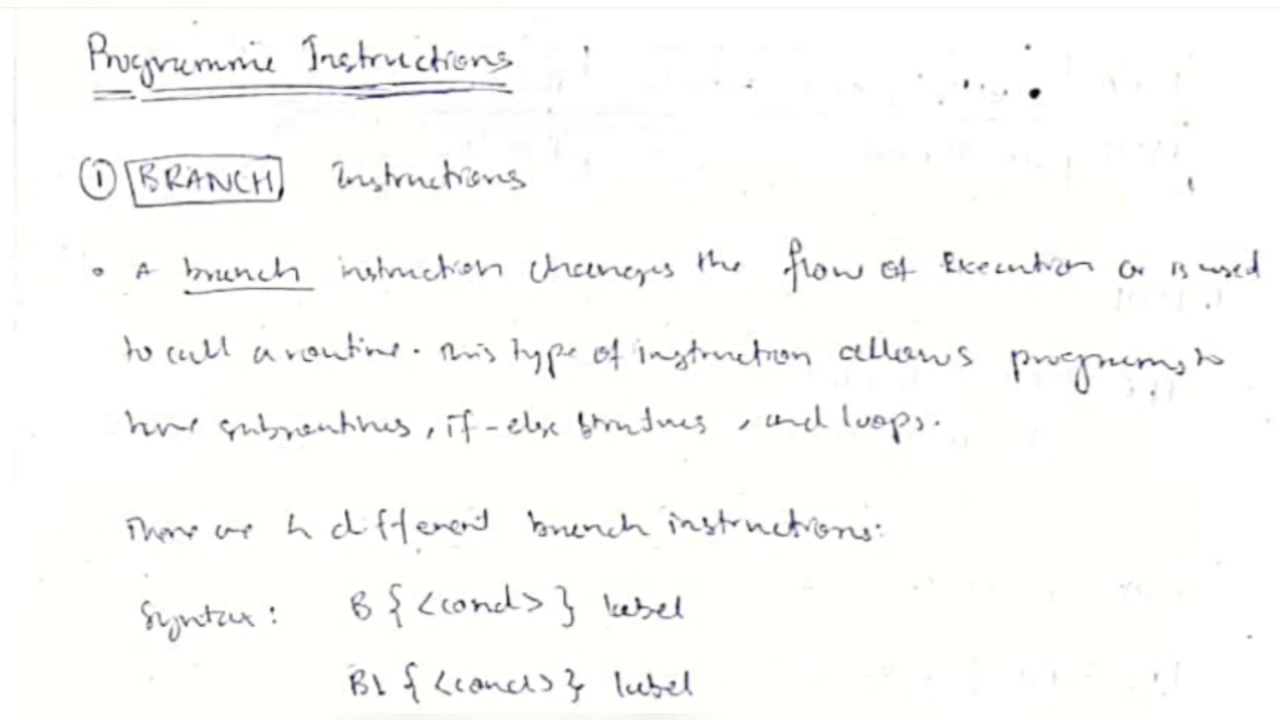 Programme Instructions
① BRANCH Instructions
• A branch instruction changes the flow of Execution or is used
to call a routine. This type of instruction allows programs to
have subroutines, if-else structures, and loops.
There are 4 different branch instructions:
Syntax: B {<cond>} label
BL {<cond>} label